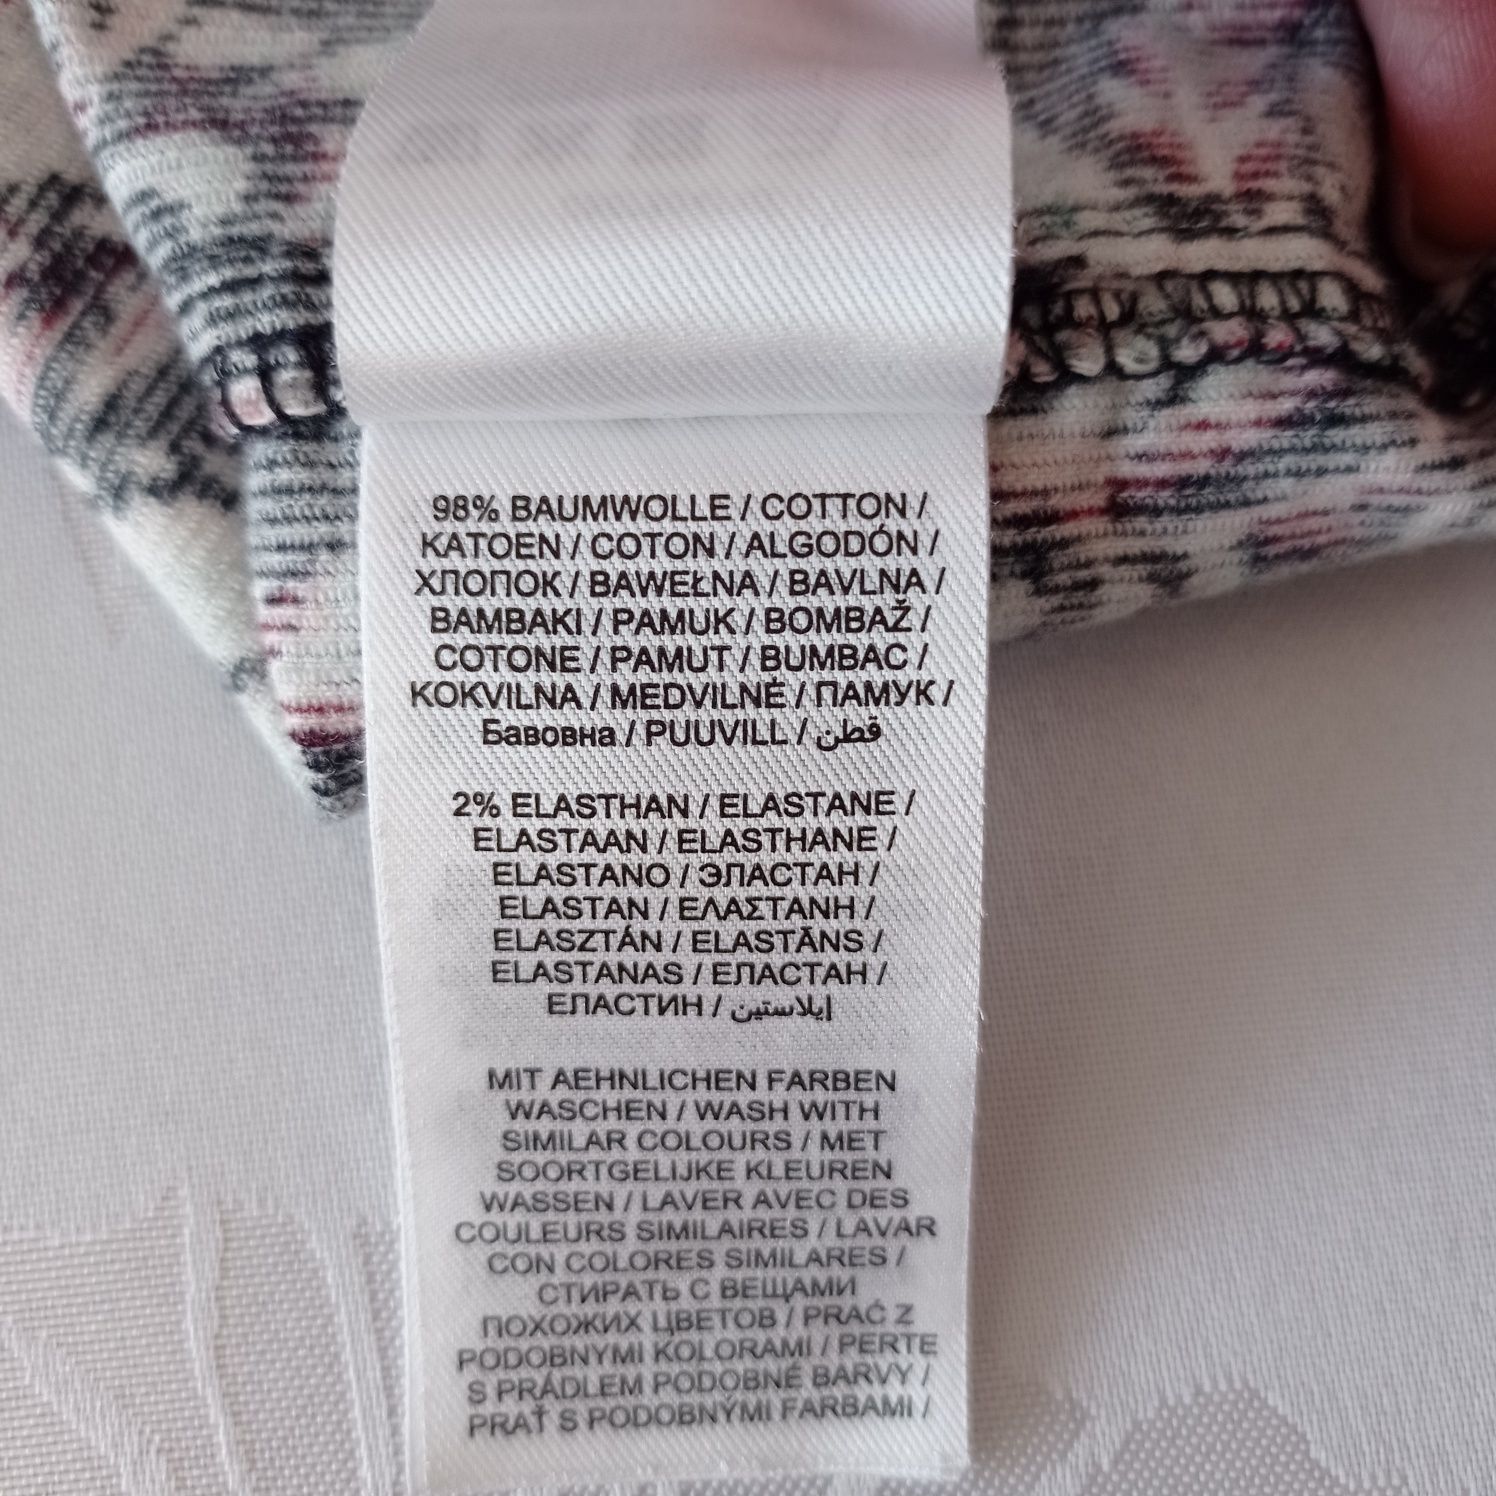 98% BAUMWOLLE / COTTON /
KATOEN / COTON / ALGODÓN /
ХЛОПОК / BAWEŁNA / BAVLNA /
BAMBAKI / PAMUK / BOMBAŽ /
COTONE / PAMUT / BUMBAC /
KOKVILNA / MEDVILNĖ / ПАМУК /
Бавовна / PUUVILL / قطن
2% ELASTHAN / ELASTANE /
ELASTAAN / ELASTHANE /
ELASTANO / ЭЛАСТАН /
ELASTAN / ΕΛΑΣΤΑΝΗ /
ELASZTÁN / ELASTĀNS /
ELASTANAS / ЕЛАСТАН /
ЕЛАСТИН / إيلاستين
MIT AEHNLICHEN FARBEN
WASCHEN / WASH WITH
SIMILAR COLOURS / MET
SOORTGELIJKE KLEUREN
WASSEN / LAVER AVEC DES
COULEURS SIMILAIRES / LAVAR
CON COLORES SIMILARES /
СТИРАТЬ С ВЕЩАМИ
ПОХОЖИХ ЦВЕТОВ / PRAĆ Z
PODOBNYMI KOLORAMI / PERTE
S PRÁDLEM PODOBNÉ BARVY /
PRAŤ S PODOBNÝMI FARBAMI /